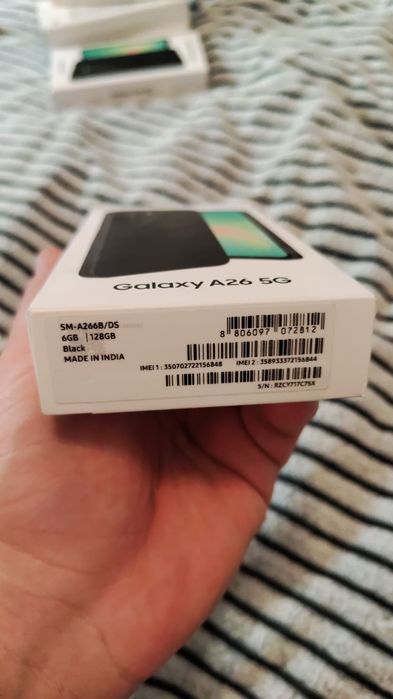 Galaxy A26 5G
SM-A266B/DS
6GB | 128GB
Black
MADE IN INDIA
8 806097 072812
IMEI 1 : 350702722156848 IMEI 2 : 358933372156844
S/N : RZCY717C7SX